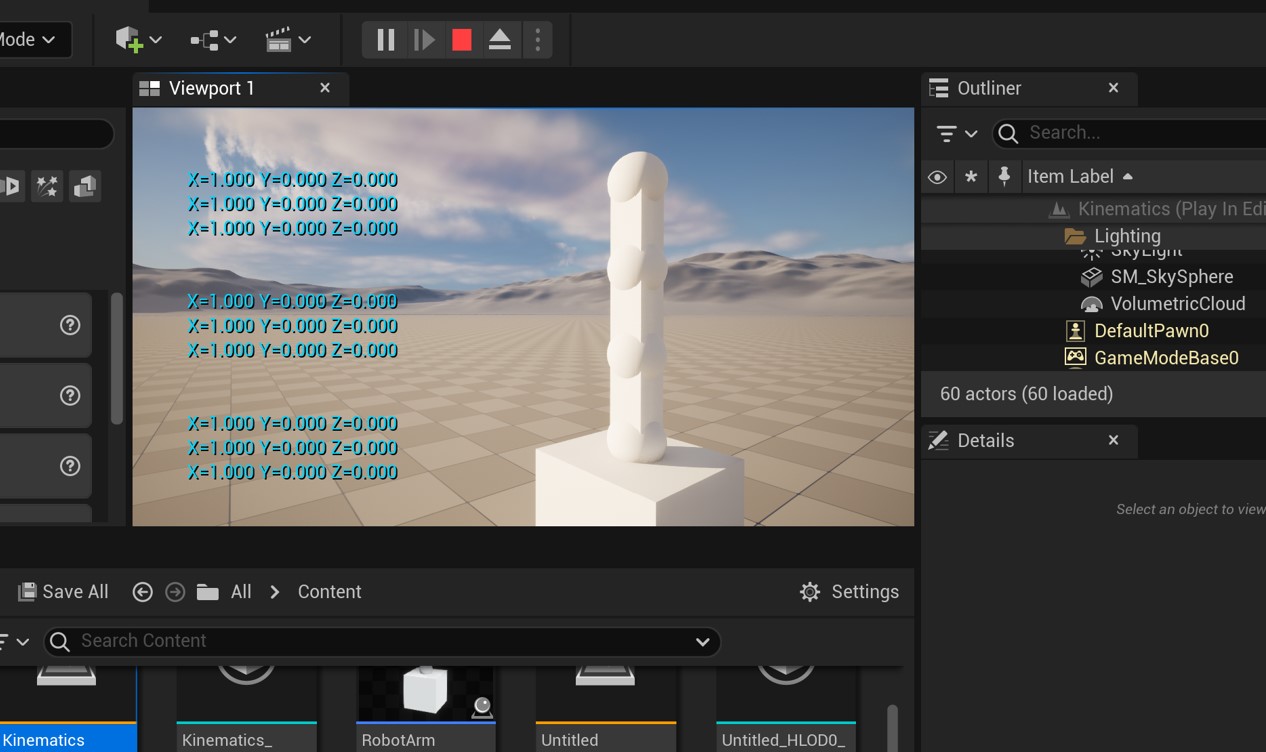 Mode
Viewport 1
Outliner
Search...
Item Label
X=1.000 Y=0.000 Z=0.000
X=1.000 Y=0.000 Z=0.000
X=1.000 Y=0.000 Z=0.000
X=1.000 Y=0.000 Z=0.000
X=1.000 Y=0.000 Z=0.000
X=1.000 Y=0.000 Z=0.000
X=1.000 Y=0.000 Z=0.000
X=1.000 Y=0.000 Z=0.000
X=1.000 Y=0.000 Z=0.000
Kinematics (Play In Edi
Lighting
SkyLight
SM_SkySphere
VolumetricCloud
DefaultPawn0
GameModeBase0
60 actors (60 loaded)
Details
Select an object to view
Save All
All > Content
Settings
Search Content
Kinematics
Kinematics_
RobotArm
Untitled
Untitled_HLOD0_